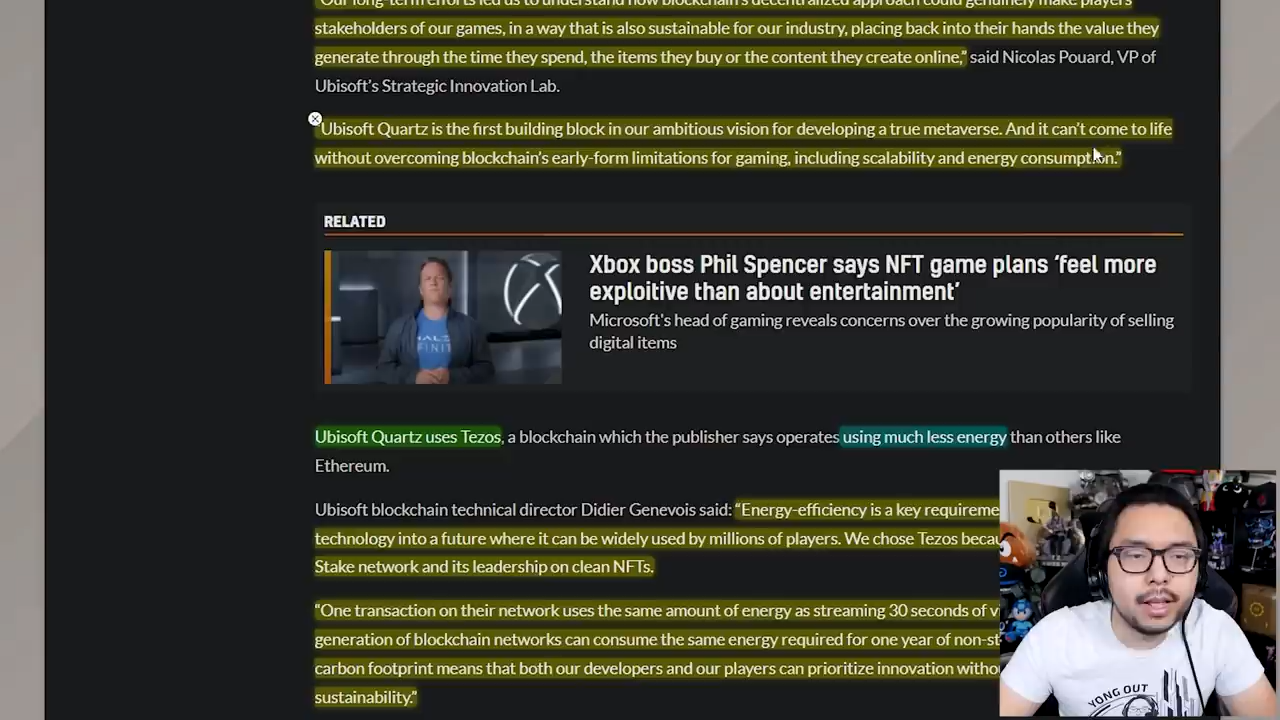 “Our long-term efforts led us to understand how blockchain’s decentralized approach could genuinely make players
stakeholders of our games, in a way that is also sustainable for our industry, placing back into their hands the value they
generate through the time they spend, the items they buy or the content they create online,” said Nicolas Pouard, VP of
Ubisoft’s Strategic Innovation Lab.
“Ubisoft Quartz is the first building block in our ambitious vision for developing a true metaverse. And it can’t come to life
without overcoming blockchain’s early-form limitations for gaming, including scalability and energy consumption.”
RELATED
Xbox boss Phil Spencer says NFT game plans ‘feel more
exploitive than about entertainment’
Microsoft's head of gaming reveals concerns over the growing popularity of selling
digital items
HALO
INFINIT
Ubisoft Quartz uses Tezos, a blockchain which the publisher says operates using much less energy than others like
Ethereum.
Ubisoft blockchain technical director Didier Genevois said: “Energy-efficiency is a key requireme
technology into a future where it can be widely used by millions of players. We chose Tezos becau
Stake network and its leadership on clean NFTs.
“One transaction on their network uses the same amount of energy as streaming 30 seconds of v
generation of blockchain networks can consume the same energy required for one year of non-st
carbon footprint means that both our developers and our players can prioritize innovation witho
sustainability.”
YONG OUT